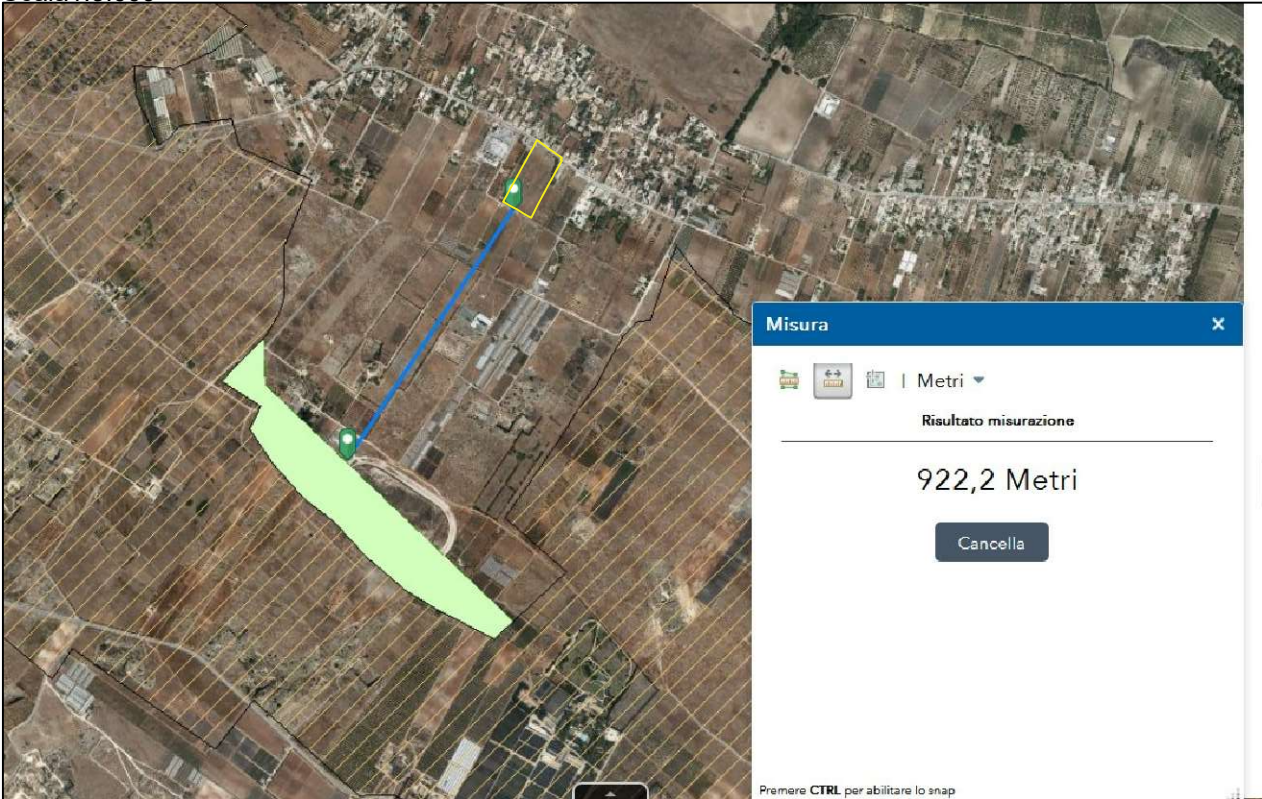 Misura
| Metri
Risultato misurazione
922,2 Metri
Cancella
Premere CTRL per abilitare lo snap